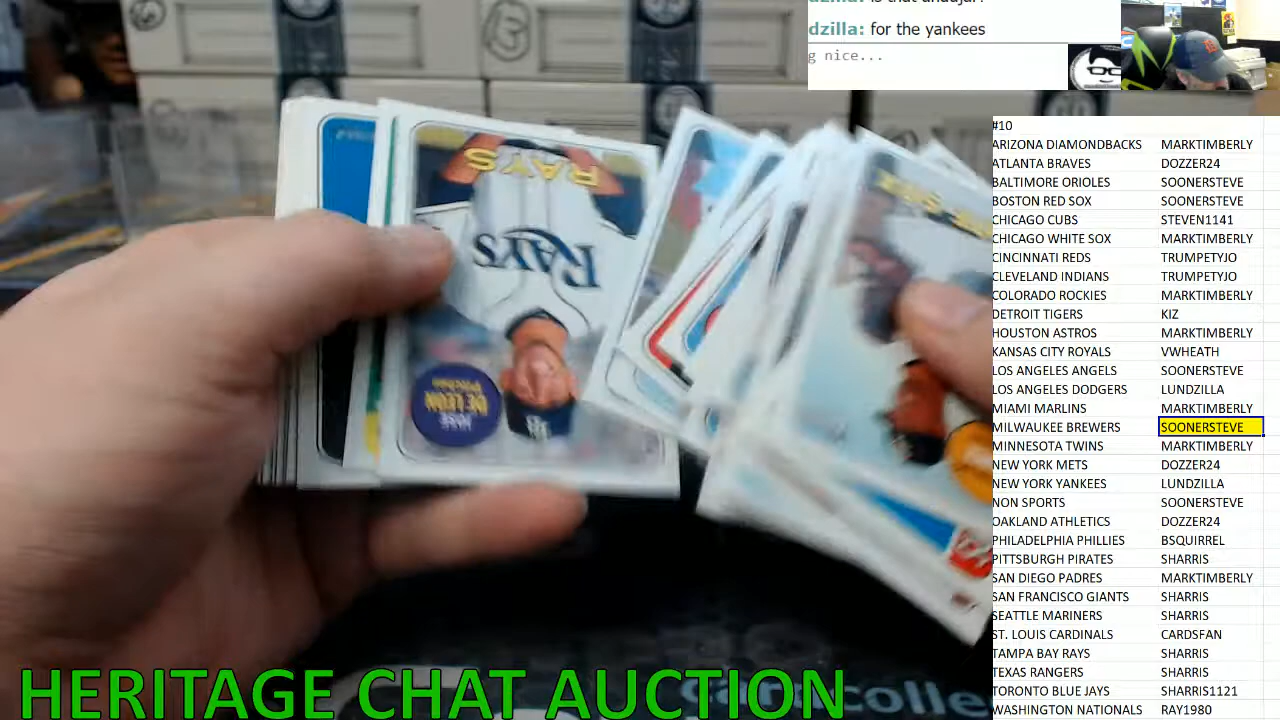 dzilla: for the yankees
g nice...
#10
ARIZONA DIAMONDBACKS MARKTIMBERLY
ATLANTA BRAVES DOZZER24
BALTIMORE ORIOLES SOONERSTEVE
BOSTON RED SOX SOONERSTEVE
CHICAGO CUBS STEVEN1141
CHICAGO WHITE SOX MARKTIMBERLY
CINCINNATI REDS TRUMPETYJO
CLEVELAND INDIANS TRUMPETYJO
COLORADO ROCKIES MARKTIMBERLY
DETROIT TIGERS KIZ
HOUSTON ASTROS MARKTIMBERLY
KANSAS CITY ROYALS VWHEATH
LOS ANGELES ANGELS SOONERSTEVE
LOS ANGELES DODGERS LUNDZILLA
MIAMI MARLINS MARKTIMBERLY
MILWAUKEE BREWERS SOONERSTEVE
MINNESOTA TWINS MARKTIMBERLY
NEW YORK METS DOZZER24
NEW YORK YANKEES LUNDZILLA
NON SPORTS SOONERSTEVE
OAKLAND ATHLETICS DOZZER24
PHILADELPHIA PHILLIES BSQUIRREL
PITTSBURGH PIRATES SHARRIS
SAN DIEGO PADRES MARKTIMBERLY
SAN FRANCISCO GIANTS SHARRIS
SEATTLE MARINERS SHARRIS
ST. LOUIS CARDINALS CARDSFAN
TAMPA BAY RAYS SHARRIS
TEXAS RANGERS SHARRIS
TORONTO BLUE JAYS SHARRIS1121
WASHINGTON NATIONALS RAY1980
RAYS
RAYS
JOSE
DE LEON
Pitcher
HERITAGE CHAT AUCTION